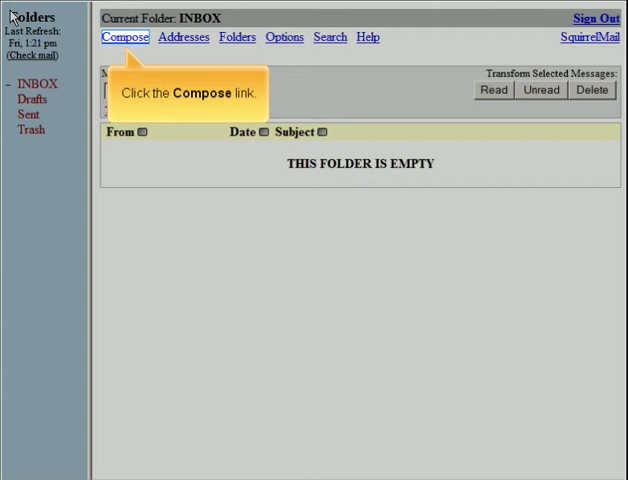 Folders
Last Refresh:
Fri, 1:21 pm
(Check mail)
– INBOX
Drafts
Sent
Trash
Current Folder: INBOX
Sign Out
Compose Addresses Folders Options Search Help
SquirrelMail
Click the Compose link.
Transform Selected Messages:
Read Unread Delete
From Date Subject
THIS FOLDER IS EMPTY